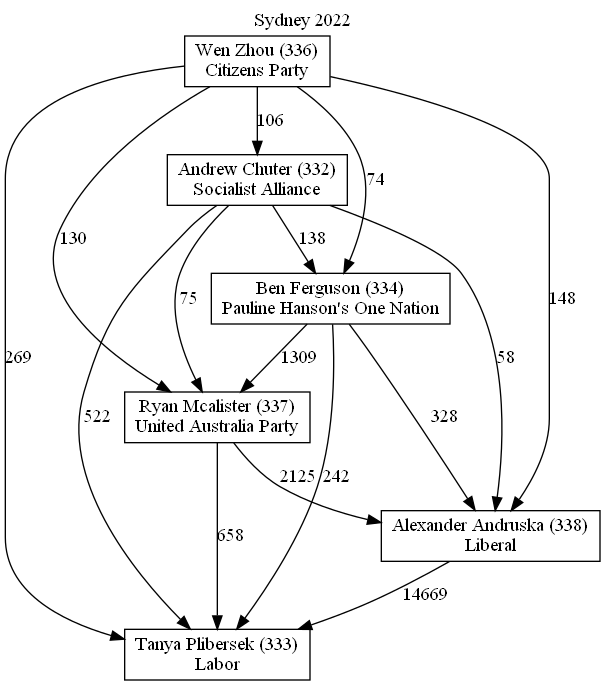 Sydney 2022
Wen Zhou (336)
Citizens Party
106
Andrew Chuter (332)
Socialist Alliance
74
130
138
Ben Ferguson (334)
Pauline Hanson's One Nation
75
148
269
1309
58
Ryan Mcalister (337)
United Australia Party
522
328
2125
242
Alexander Andruska (338)
Liberal
658
14669
Tanya Plibersek (333)
Labor